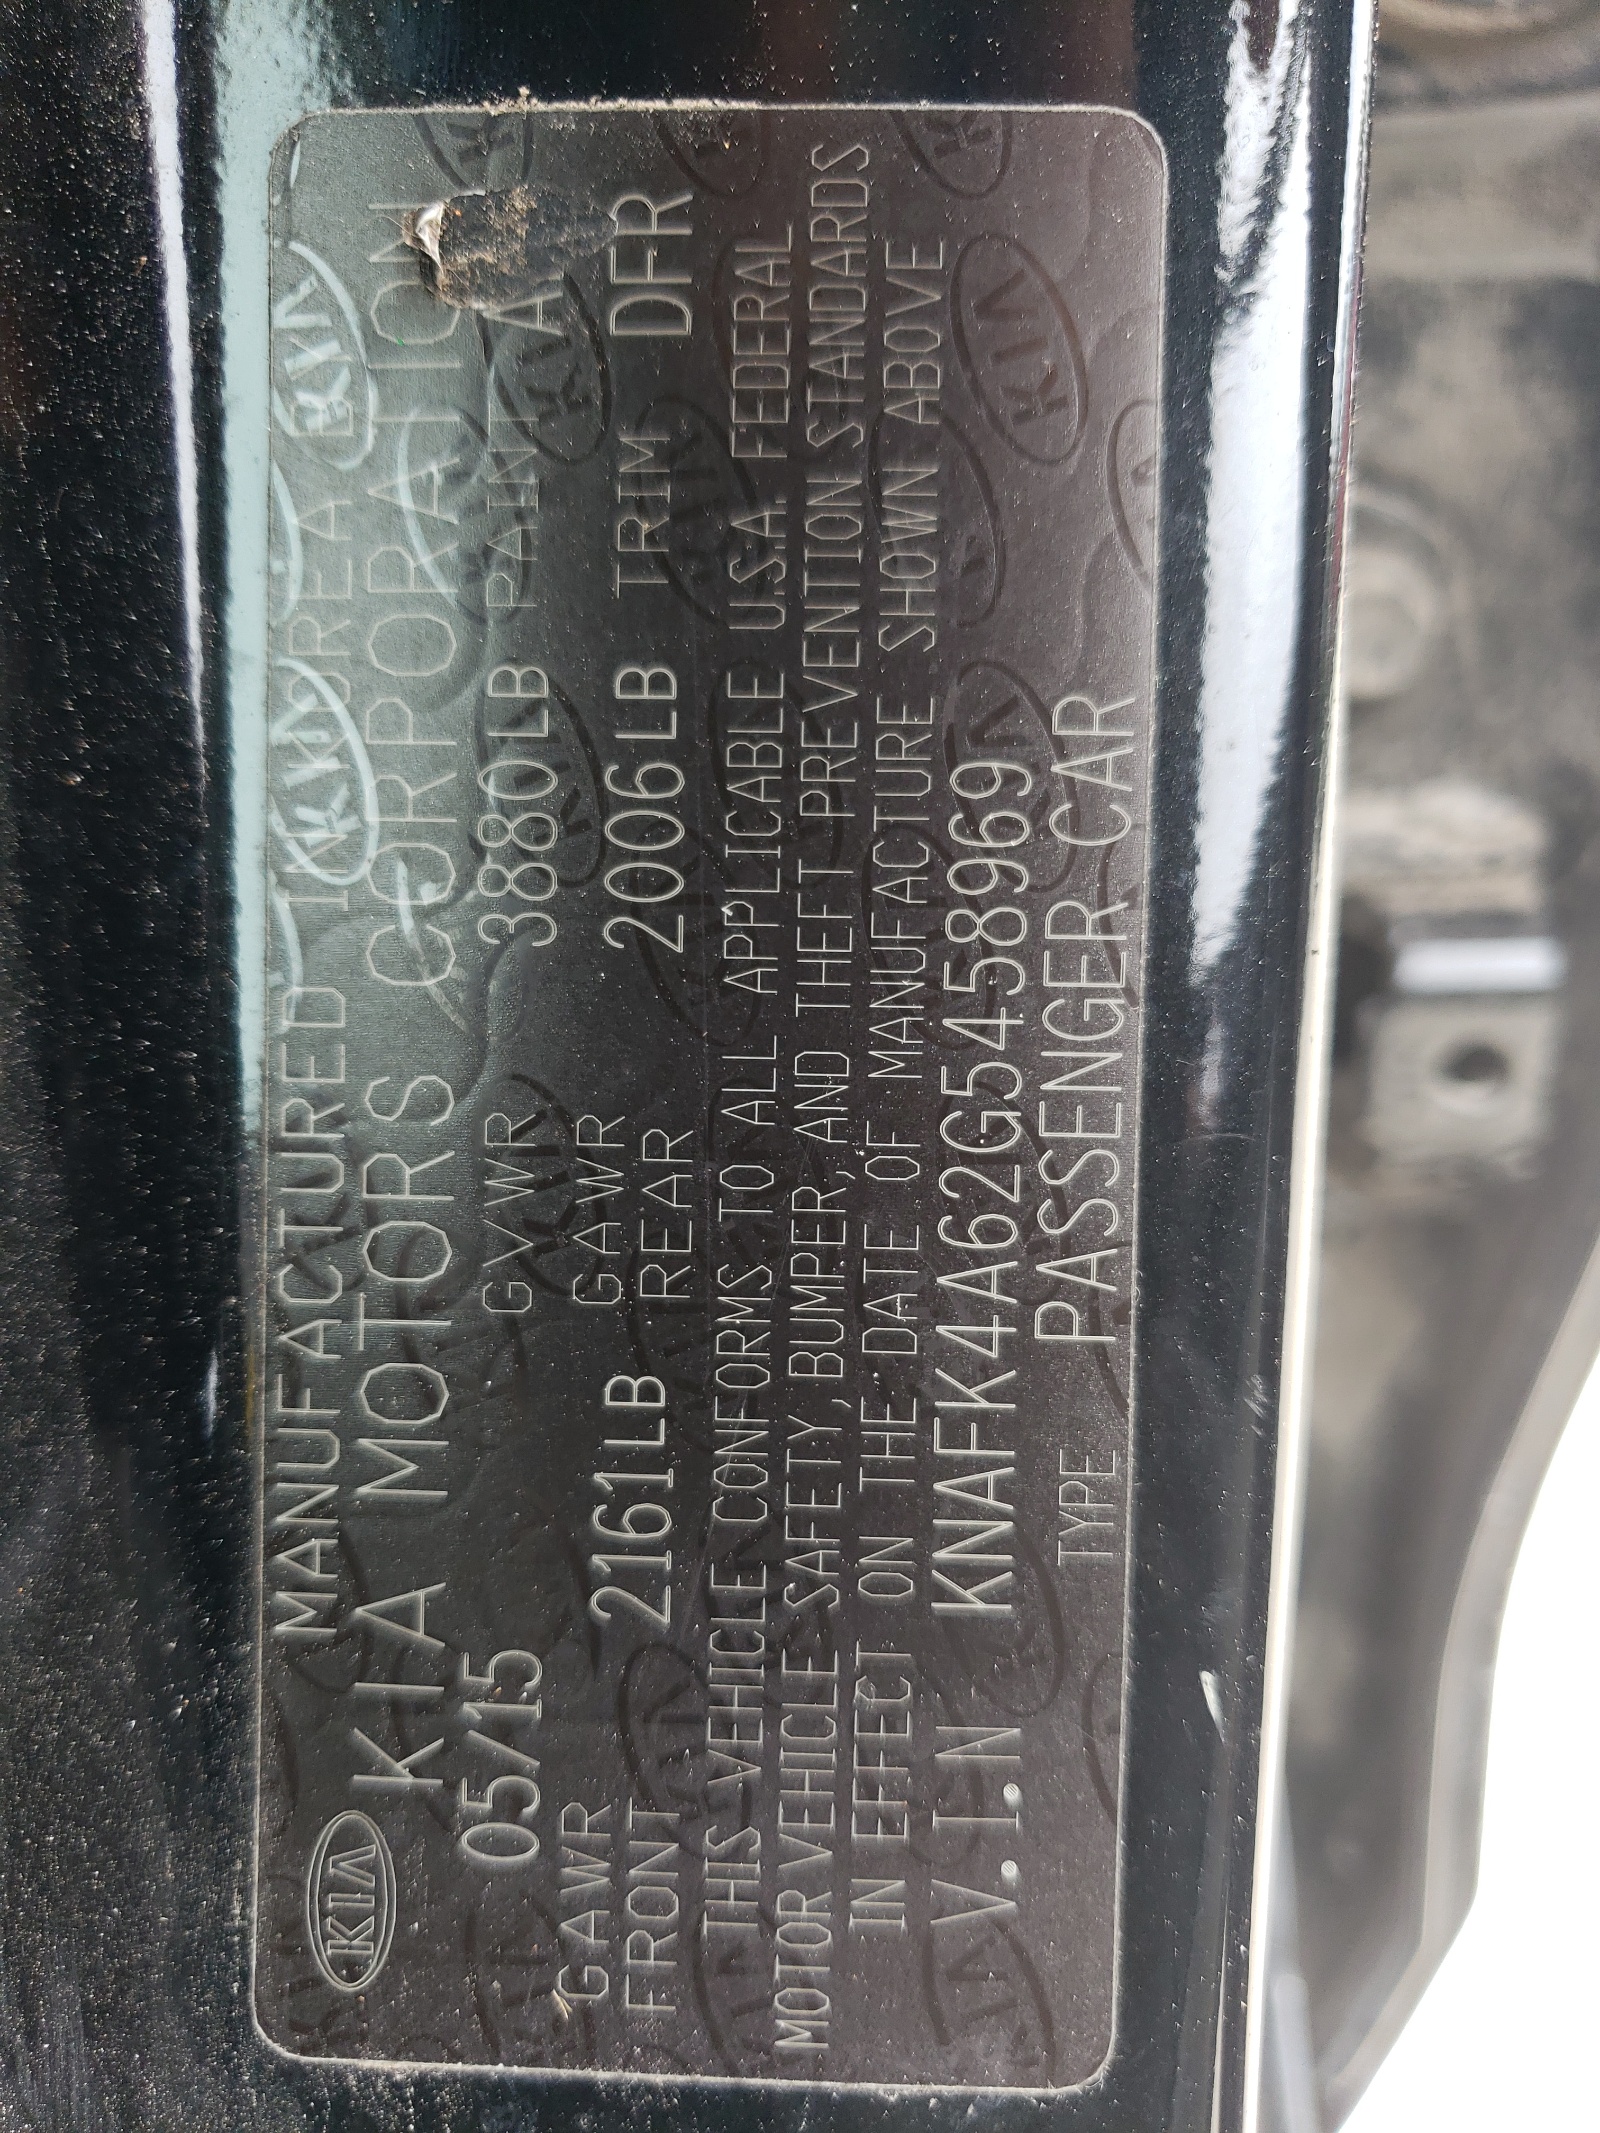 KIA
MANUFACTURED IN KOREA BY
KIA MOTORS CORPORATION
05/15 GVWR 3880LB PAINT
GAWR FRONT 2161LB GAWR REAR 2006LB TRIM DFR
THIS VEHICLE CONFORMS TO ALL APPLICABLE U.S.A. FEDERAL
MOTOR VEHICLE SAFETY, BUMPER, AND THEFT PREVENTION STANDARDS
IN EFFECT ON THE DATE OF MANUFACTURE SHOWN ABOVE
V.I.N KNAFK4A62G5458969
TYPE PASSENGER CAR